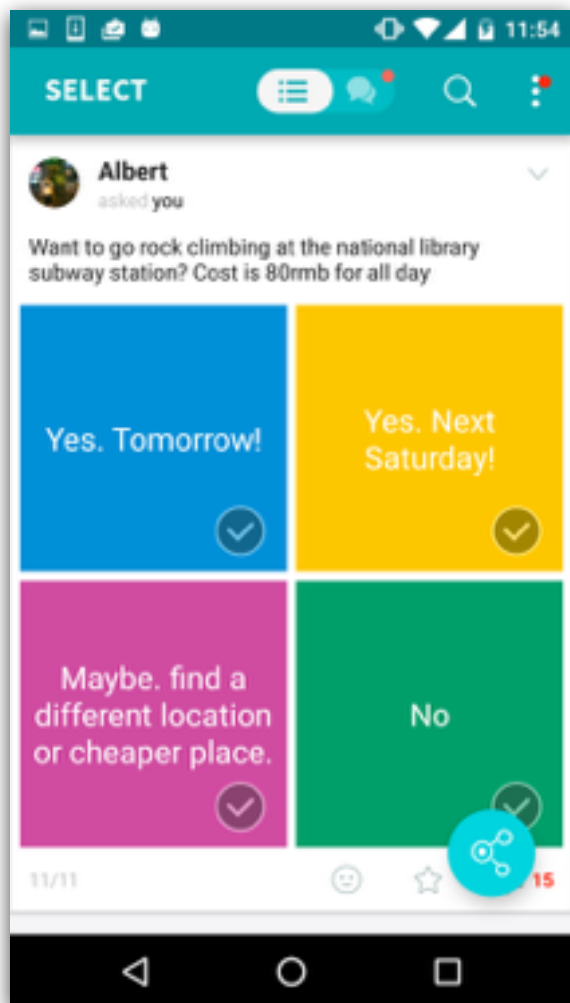 11:54
SELECT
Albert
asked you
Want to go rock climbing at the national library
subway station? Cost is 80rmb for all day
Yes. Tomorrow!
Yes. Next
Saturday!
Maybe. find a
different location
or cheaper place.
No
11/11
15